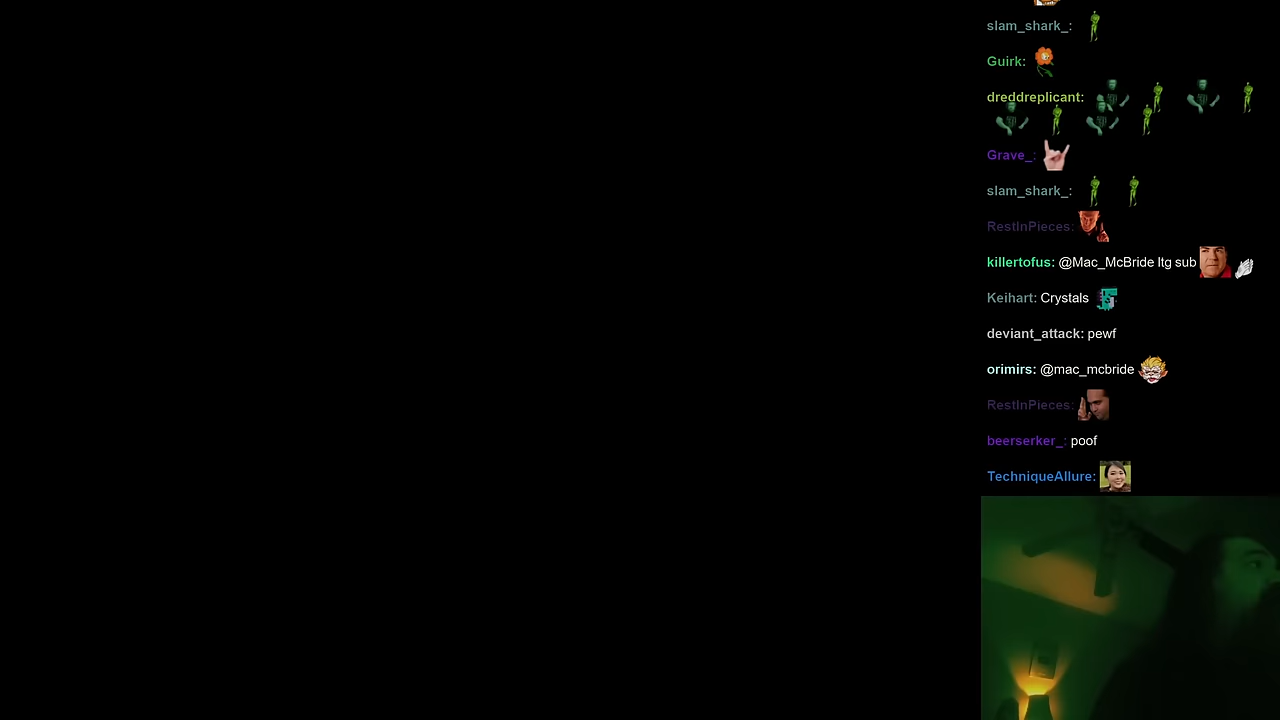 slam_shark_:
Guirk:
dreddreplicant:
Grave_:
slam_shark_:
RestInPieces:
killertofus: @Mac_McBride ltg sub
Keihart: Crystals
deviant_attack: pewf
orimirs: @mac_mcbride
RestInPieces:
beerserker_: poof
TechniqueAllure: